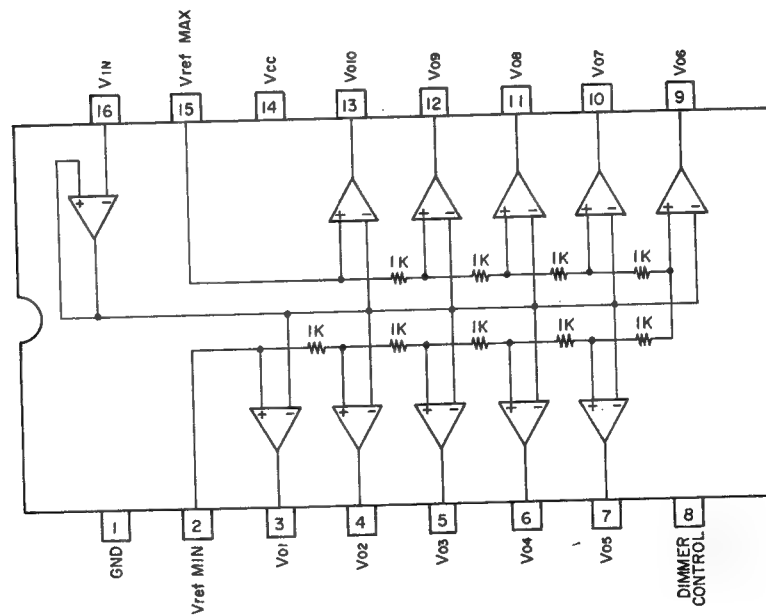 VIN
Vref MAX
VCC
VO10
VO9
VO8
VO7
VO6
16
15
14
13
12
11
10
9
+ −
+ −
+ −
+ −
+ −
+ −
1K
1K
1K
1K
1K
1K
1K
1K
1K
+ −
+ −
+ −
+ −
+ −
1
2
3
4
5
6
7
8
GND
Vref MIN
VO1
VO2
VO3
VO4
VO5
DIMMER
CONTROL